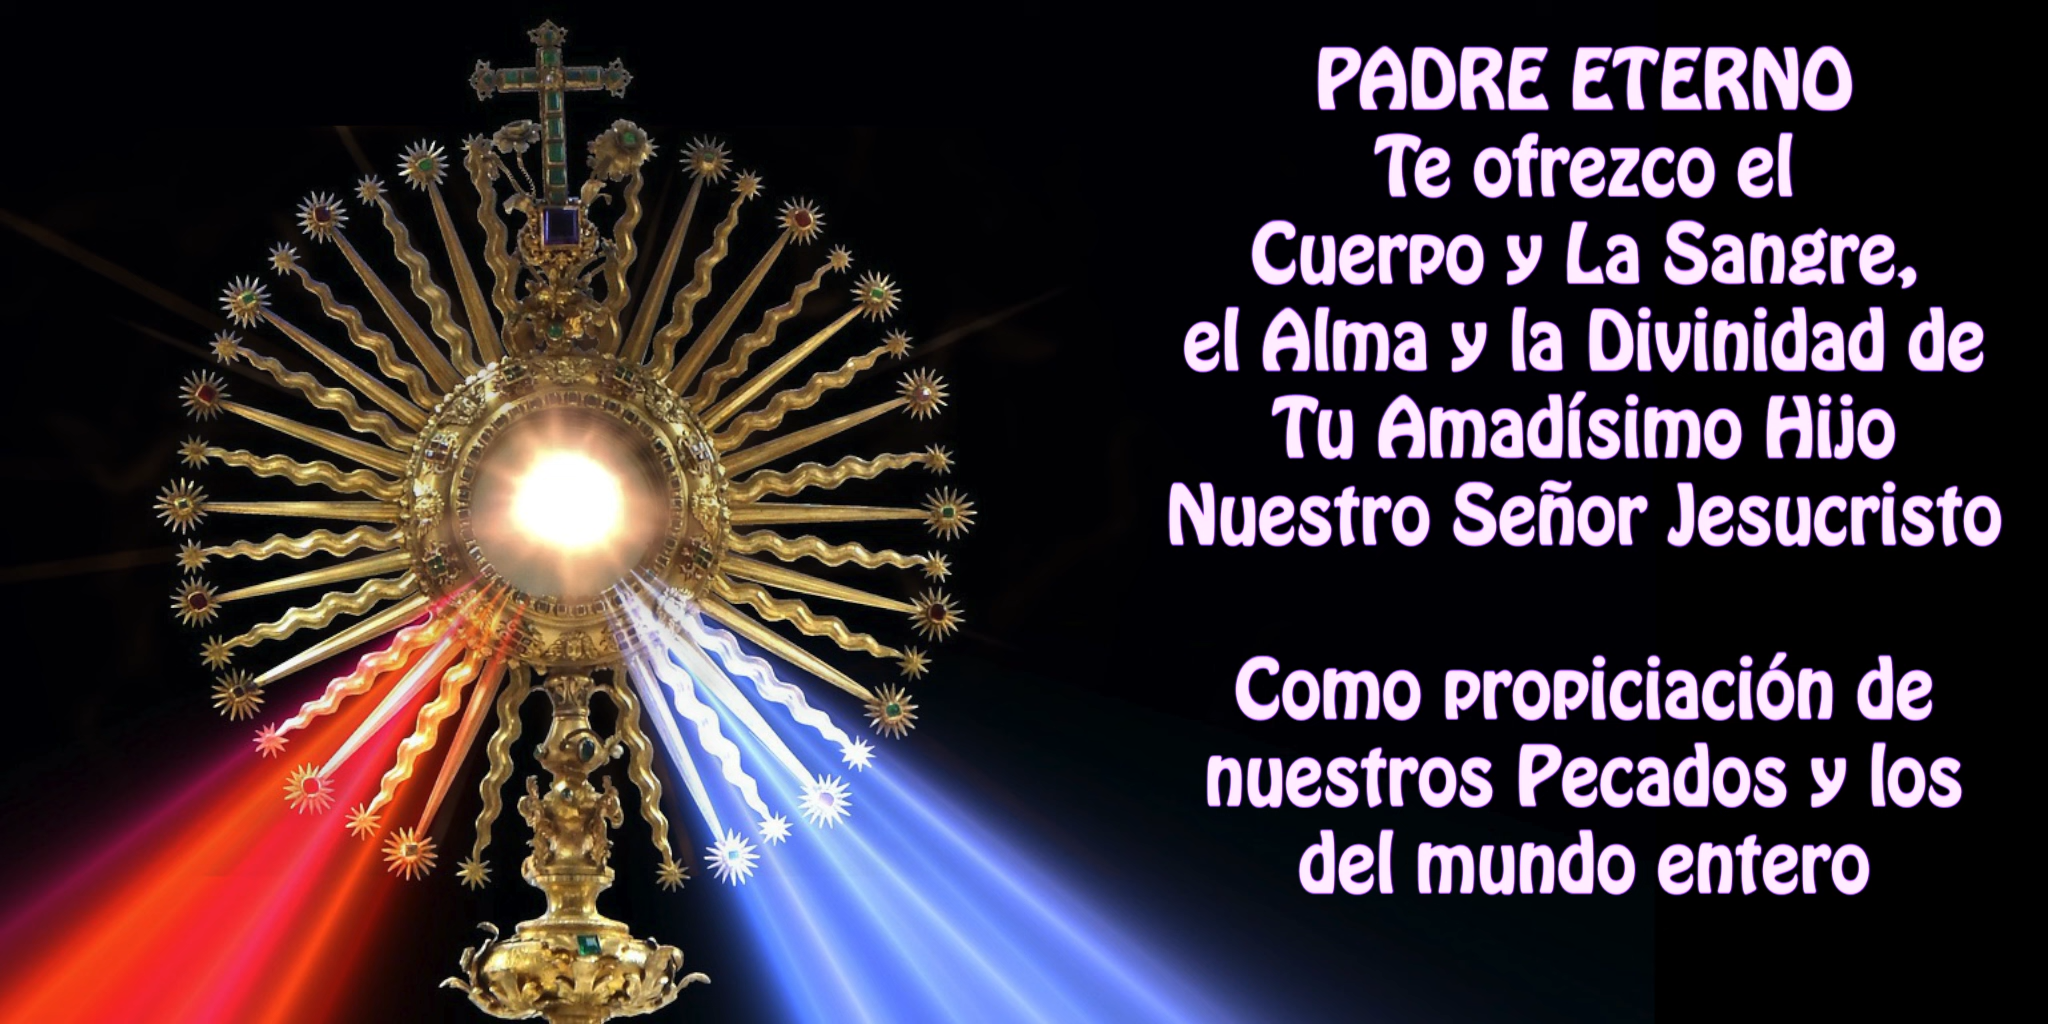 PADRE ETERNO
Te ofrezco el
Cuerpo y La Sangre,
el Alma y la Divinidad de
Tu Amadísimo Hijo
Nuestro Señor Jesucristo
Como propiciación de
nuestros Pecados y los
del mundo entero